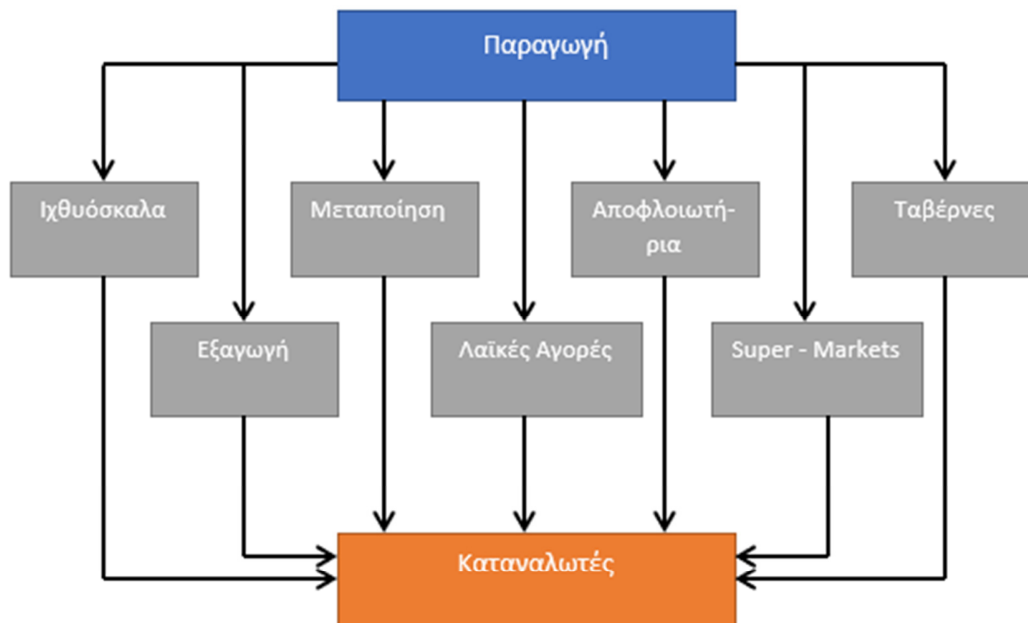 Παραγωγή
Ιχθυόσκαλα
Μεταποίηση
Αποφλοιωτή-
ρια
Ταβέρνες
Εξαγωγή
Λαϊκές Αγορές
Super - Markets
Καταναλωτές